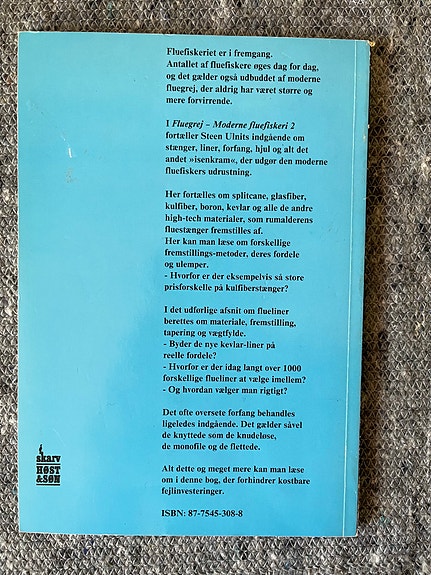 Fluefiskeriet er i fremgang.
Antallet af fluefiskere øges dag for dag,
og det gælder også udbuddet af moderne
fluegrej, der aldrig har været større og
mere forvirrende.
I Fluegrej – Moderne fluefiskeri 2
fortæller Steen Ulnits indgående om
stænger, liner, forfang, hjul og alt det
andet »isenkram«, der udgør den moderne
fluefiskers udrustning.
Her fortælles om splitcane, glasfiber,
kulfiber, boron, kevlar og alle de andre
high-tech materialer, som rumalderens
fluestænger fremstilles af.
Her kan man læse om forskellige
fremstillings-metoder, deres fordele
og ulemper.
- Hvorfor er der eksempelvis så store
prisforskelle på kulfiberstænger?
I det udførlige afsnit om flueliner
berettes om materiale, fremstilling,
tapering og vægtfylde.
- Byder de nye kevlar-liner på
reelle fordele?
- Hvorfor er der idag langt over 1000
forskellige flueliner at vælge imellem?
- Og hvordan vælger man rigtigt?
Det ofte oversete forfang behandles
ligeledes indgående. Det gælder såvel
de knyttede som de knudeløse,
de monofile og de flettede.
Alt dette og meget mere kan man læse
om i denne bog, der forhindrer kostbare
fejlinvesteringer.
skarv
HØST
&SØN
ISBN: 87-7545-308-8